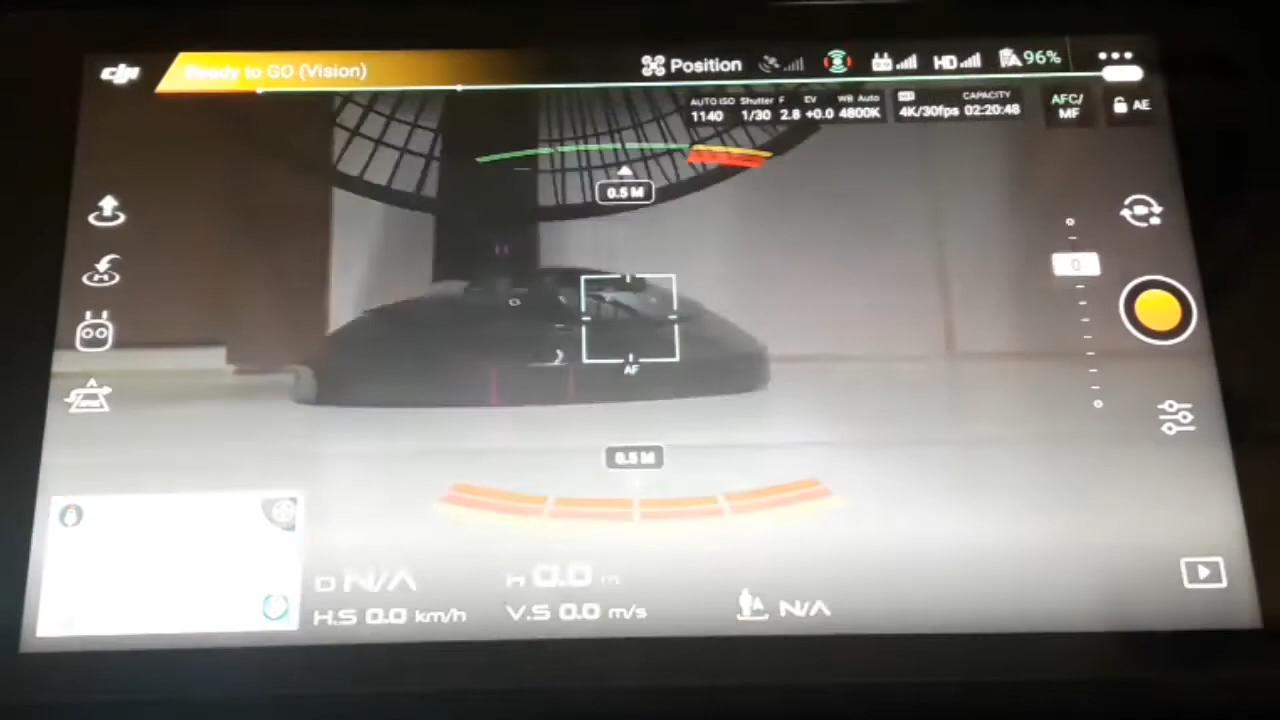 dji Ready to GO (Vision) Position HD 96%
AUTO ISO Shutter F EV WB Auto CAPACITY AFC/ AE
1140 1/30 2.8 +0.0 4800K 4K/30fps 02:20:48 MF
0.5 M
0
AF
0.5 M
D N/A H 0.0 m
H.S 0.0 km/h V.S 0.0 m/s N/A